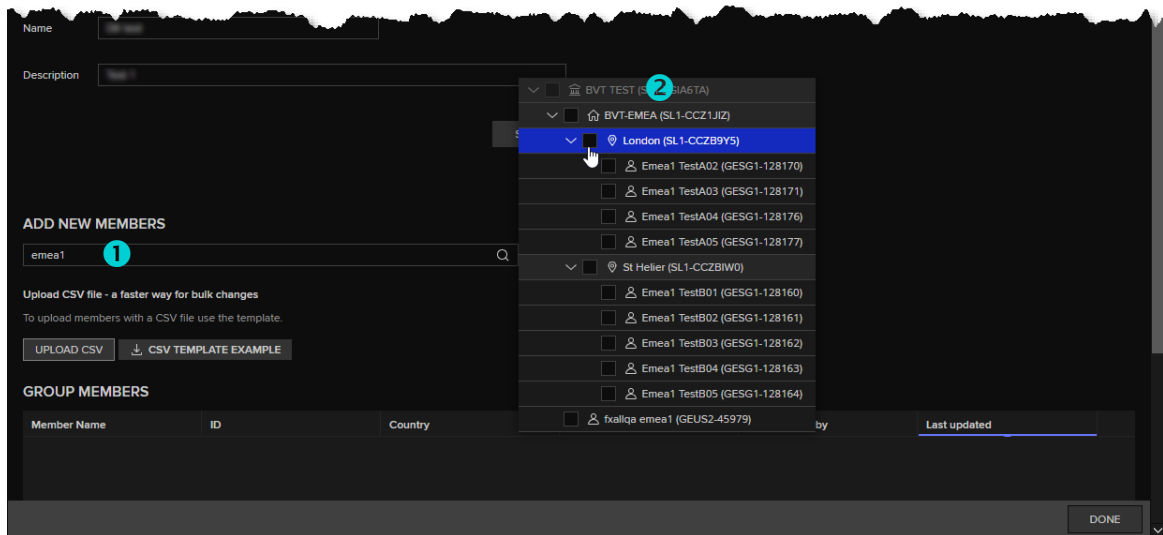 Name
Description
2
BVT TEST (S
SIA6TA)
BVT-EMEA (SL1-CCZ1JIZ)
London (SL1-CCZB9Y5)
Emea1 TestA02 (GESG1-128170)
Emea1 TestA03 (GESG1-128171)
Emea1 TestA04 (GESG1-128176)
Emea1 TestA05 (GESG1-128177)
St Helier (SL1-CCZBIW0)
Emea1 TestB01 (GESG1-128160)
Emea1 TestB02 (GESG1-128161)
Emea1 TestB03 (GESG1-128162)
Emea1 TestB04 (GESG1-128163)
Emea1 TestB05 (GESG1-128164)
fxallqa emea1 (GEUS2-45979)
ADD NEW MEMBERS
emea1 1
Upload CSV file - a faster way for bulk changes
To upload members with a CSV file use the template.
UPLOAD CSV CSV TEMPLATE EXAMPLE
GROUP MEMBERS
Member Name ID Country by Last updated
DONE